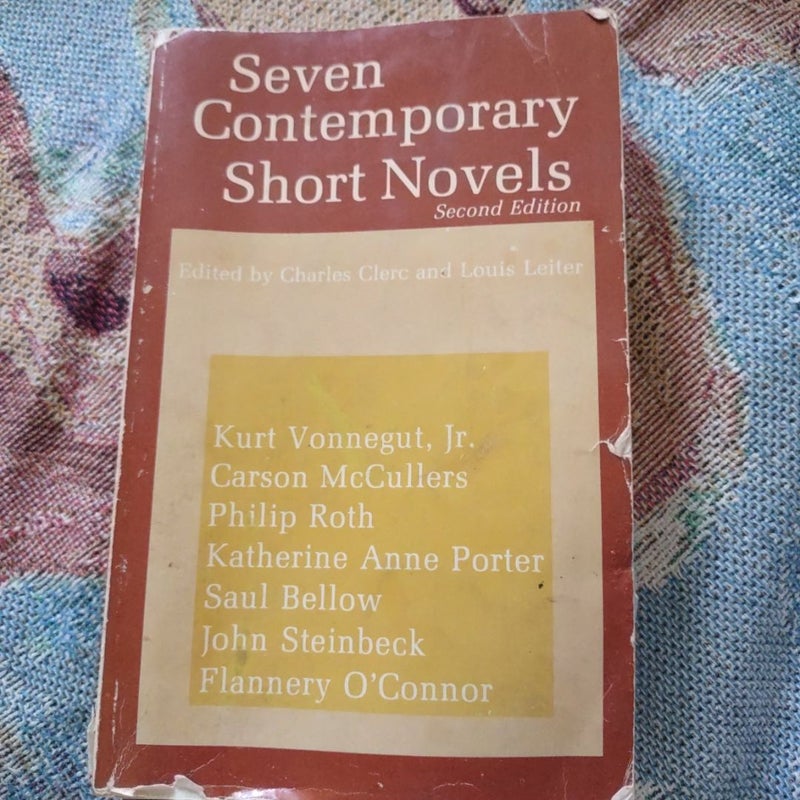 Seven
Contemporary
Short Novels
Second Edition
Edited by Charles Clerc and Louis Leiter
Kurt Vonnegut, Jr.
Carson McCullers
Philip Roth
Katherine Anne Porter
Saul Bellow
John Steinbeck
Flannery O'Connor